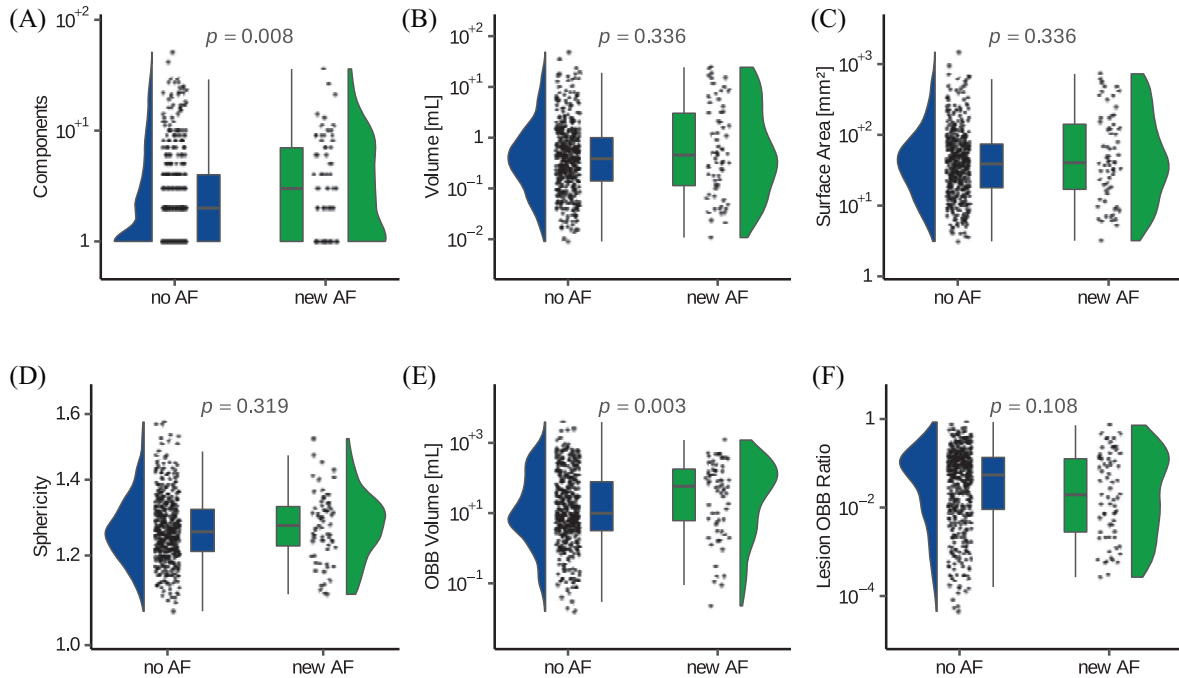 (A)
p = 0.008
10⁺²
10⁺¹
1
Components
no AF
new AF
(B)
p = 0.336
10⁺²
10⁺¹
1
10⁻¹
10⁻²
Volume [mL]
no AF
new AF
(C)
p = 0.336
10⁺³
10⁺²
10⁺¹
1
Surface Area [mm²]
no AF
new AF
(D)
p = 0.319
1.6
1.4
1.2
1.0
Sphericity
no AF
new AF
(E)
p = 0.003
10⁺³
10⁺¹
10⁻¹
OBB Volume [mL]
no AF
new AF
(F)
p = 0.108
1
10⁻²
10⁻⁴
Lesion OBB Ratio
no AF
new AF